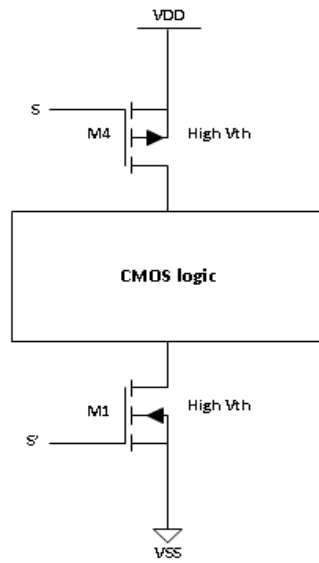 VDD
S
M4
High Vth
CMOS logic
M1
High Vth
S'
VSS